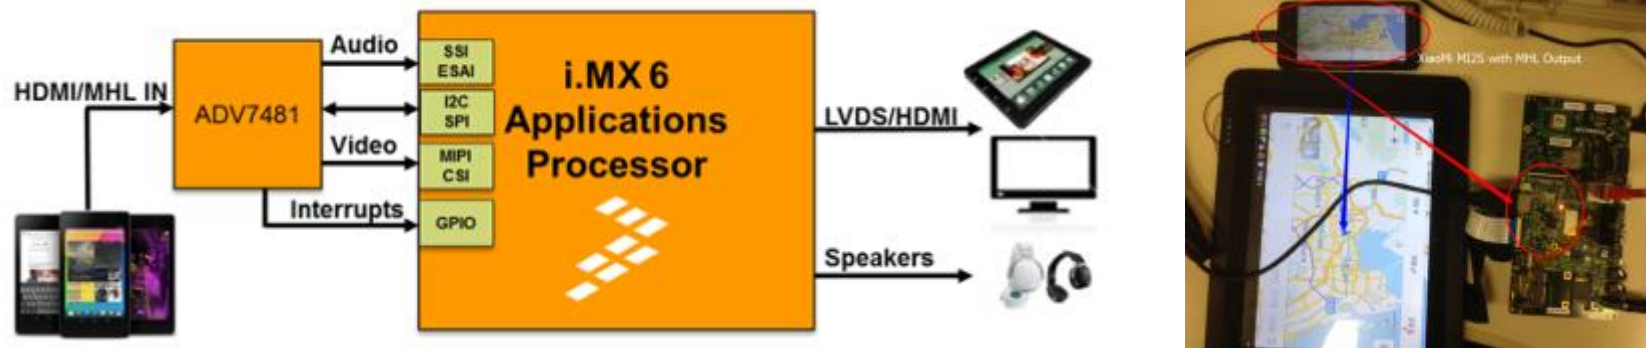 HDMI/MHL IN
ADV7481
Audio
Video
Interrupts
SSI
ESAI
I2C
SPI
MIPI
CSI
GPIO
i.MX 6
Applications
Processor
LVDS/HDMI
Speakers
XiaoMi MI2S with MHL Output